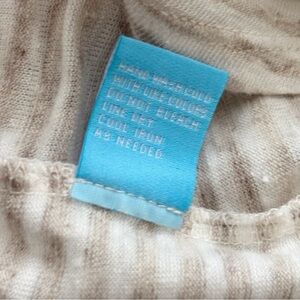 HAND WASH COLD
WITH LIKE COLORS
DO NOT BLEACH
LINE DRY
COOL IRON
AS NEEDED